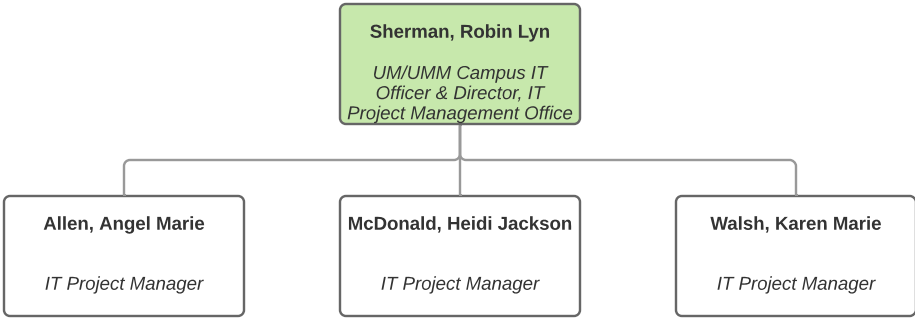 Sherman, Robin Lyn
UM/UMM Campus IT
Officer & Director, IT
Project Management Office
Allen, Angel Marie
IT Project Manager
McDonald, Heidi Jackson
IT Project Manager
Walsh, Karen Marie
IT Project Manager